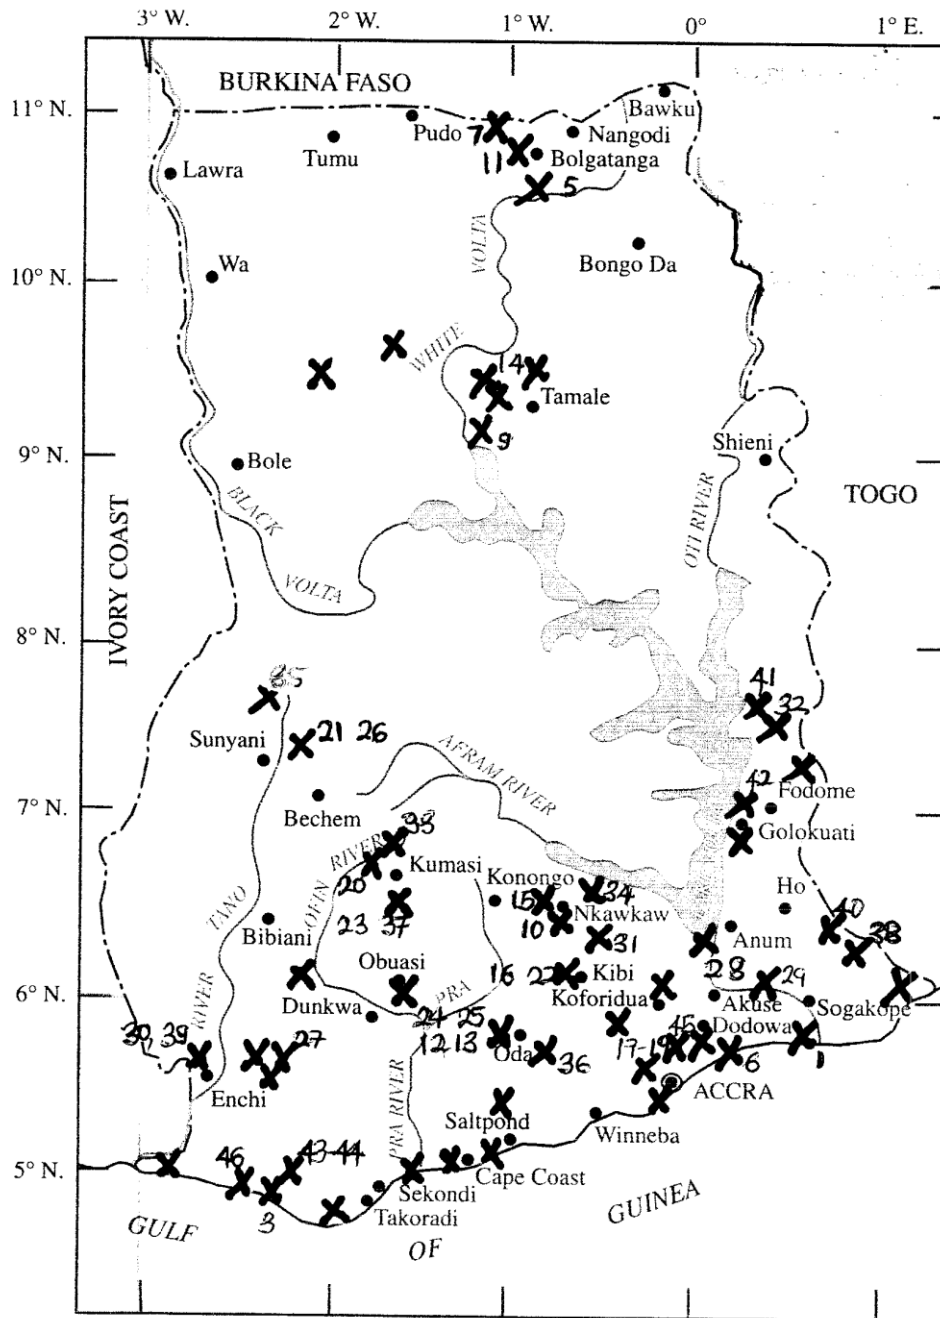 3° W.
2° W.
1° W.
0°
1° E.
BURKINA FASO
11° N.
Pudo
7
Bawku
Nangodi
Tumu
11
Bolgatanga
Lawra
5
VOLTA
Wa
Bongo Da
10° N.
WHITE
14
Tamale
9
Shieni
9° N.
Bole
TOGO
BLACK
OTI RIVER
IVORY COAST
VOLTA
8° N.
35
41
32
Sunyani
21 26
AFRAM RIVER
42
Fodome
7° N.
Bechem
Golokuati
33
OFIN RIVER
Kumasi
20
Konongo
Ho
15
34
Nkawkaw
40
TANO
10
23 37
Bibiani
31
Anum
38
Obuasi
16
22
Kibi
28
29
6° N.
Dunkwa
PRA
Koforidua
Akuse
Sogakope
RIVER
24 25
45
Dodowa
30, 39
27
12, 13
Oda
17-19
36
6
1
Enchi
ACCRA
PRA RIVER
Saltpond
Winneba
5° N.
46
43-44
Cape Coast
Sekondi
3
Takoradi
GULF
OF
GUINEA